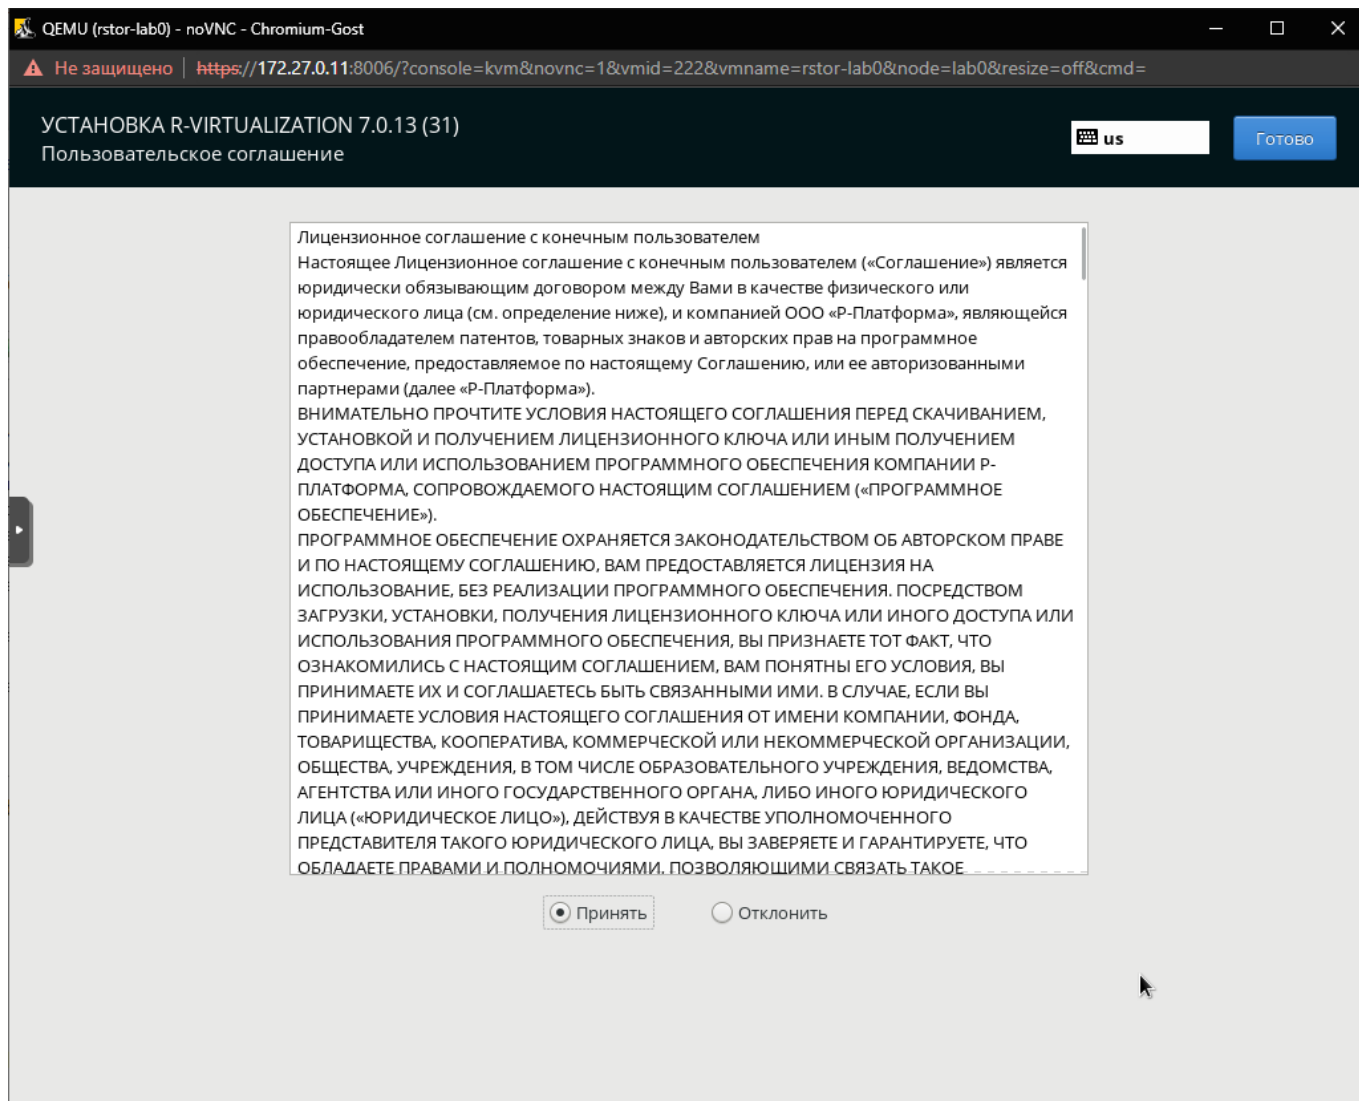 QEMU (rstor-lab0) - noVNC - Chromium-Gost
Не защищено | https://172.27.0.11:8006/?console=kvm&novnc=1&vmid=222&vmname=rstor-lab0&node=lab0&resize=off&cmd=
УСТАНОВКА R-VIRTUALIZATION 7.0.13 (31)
Пользовательское соглашение
us
Готово
Лицензионное соглашение с конечным пользователем
Настоящее Лицензионное соглашение с конечным пользователем («Соглашение») является
юридически обязывающим договором между Вами в качестве физического или
юридического лица (см. определение ниже), и компанией ООО «Р-Платформа», являющейся
правообладателем патентов, товарных знаков и авторских прав на программное
обеспечение, предоставляемое по настоящему Соглашению, или ее авторизованными
партнерами (далее «Р-Платформа»).
ВНИМАТЕЛЬНО ПРОЧТИТЕ УСЛОВИЯ НАСТОЯЩЕГО СОГЛАШЕНИЯ ПЕРЕД СКАЧИВАНИЕМ,
УСТАНОВКОЙ И ПОЛУЧЕНИЕМ ЛИЦЕНЗИОННОГО КЛЮЧА ИЛИ ИНЫМ ПОЛУЧЕНИЕМ
ДОСТУПА ИЛИ ИСПОЛЬЗОВАНИЕМ ПРОГРАММНОГО ОБЕСПЕЧЕНИЯ КОМПАНИИ Р-
ПЛАТФОРМА, СОПРОВОЖДАЕМОГО НАСТОЯЩИМ СОГЛАШЕНИЕМ («ПРОГРАММНОЕ
ОБЕСПЕЧЕНИЕ»).
ПРОГРАММНОЕ ОБЕСПЕЧЕНИЕ ОХРАНЯЕТСЯ ЗАКОНОДАТЕЛЬСТВОМ ОБ АВТОРСКОМ ПРАВЕ
И ПО НАСТОЯЩЕМУ СОГЛАШЕНИЮ, ВАМ ПРЕДОСТАВЛЯЕТСЯ ЛИЦЕНЗИЯ НА
ИСПОЛЬЗОВАНИЕ, БЕЗ РЕАЛИЗАЦИИ ПРОГРАММНОГО ОБЕСПЕЧЕНИЯ. ПОСРЕДСТВОМ
ЗАГРУЗКИ, УСТАНОВКИ, ПОЛУЧЕНИЯ ЛИЦЕНЗИОННОГО КЛЮЧА ИЛИ ИНОГО ДОСТУПА ИЛИ
ИСПОЛЬЗОВАНИЯ ПРОГРАММНОГО ОБЕСПЕЧЕНИЯ, ВЫ ПРИЗНАЕТЕ ТОТ ФАКТ, ЧТО
ОЗНАКОМИЛИСЬ С НАСТОЯЩИМ СОГЛАШЕНИЕМ, ВАМ ПОНЯТНЫ ЕГО УСЛОВИЯ, ВЫ
ПРИНИМАЕТЕ ИХ И СОГЛАШАЕТЕСЬ БЫТЬ СВЯЗАННЫМИ ИМИ. В СЛУЧАЕ, ЕСЛИ ВЫ
ПРИНИМАЕТЕ УСЛОВИЯ НАСТОЯЩЕГО СОГЛАШЕНИЯ ОТ ИМЕНИ КОМПАНИИ, ФОНДА,
ТОВАРИЩЕСТВА, КООПЕРАТИВА, КОММЕРЧЕСКОЙ ИЛИ НЕКОММЕРЧЕСКОЙ ОРГАНИЗАЦИИ,
ОБЩЕСТВА, УЧРЕЖДЕНИЯ, В ТОМ ЧИСЛЕ ОБРАЗОВАТЕЛЬНОГО УЧРЕЖДЕНИЯ, ВЕДОМСТВА,
АГЕНТСТВА ИЛИ ИНОГО ГОСУДАРСТВЕННОГО ОРГАНА, ЛИБО ИНОГО ЮРИДИЧЕСКОГО
ЛИЦА («ЮРИДИЧЕСКОЕ ЛИЦО»), ДЕЙСТВУЯ В КАЧЕСТВЕ УПОЛНОМОЧЕННОГО
ПРЕДСТАВИТЕЛЯ ТАКОГО ЮРИДИЧЕСКОГО ЛИЦА, ВЫ ЗАВЕРЯЕТЕ И ГАРАНТИРУЕТЕ, ЧТО
ОБЛАДАЕТЕ ПРАВАМИ И ПОЛНОМОЧИЯМИ, ПОЗВОЛЯЮЩИМИ СВЯЗАТЬ ТАКОЕ
Принять
Отклонить